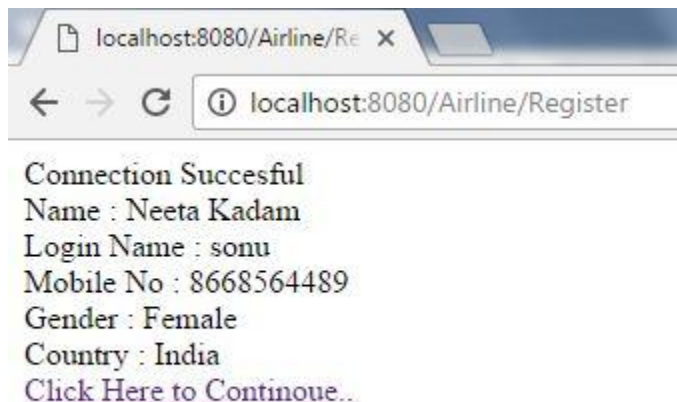 localhost:8080/Airline/Re
localhost:8080/Airline/Register
Connection Succesful
Name : Neeta Kadam
Login Name : sonu
Mobile No : 8668564489
Gender : Female
Country : India
Click Here to Continoue..